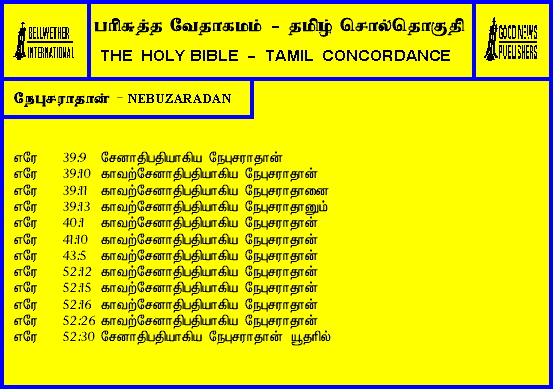 BELLWETHER
INTERNATIONAL
பரிசுத்த வேதாகமம் - தமிழ் சொல்தொகுதி
THE HOLY BIBLE - TAMIL CONCORDANCE
GOOD NEWS
PUBLISHERS
நேபுசராதான் - NEBUZARADAN
எரே 39:9 சேனாதிபதியாகிய நேபுசராதான்
எரே 39:10 காவற்சேனாதிபதியாகிய நேபுசராதான்
எரே 39:11 காவற்சேனாதிபதியாகிய நேபுசராதானை
எரே 39:13 காவற்சேனாதிபதியாகிய நேபுசராதானும்
எரே 40:1 காவற்சேனாதிபதியாகிய நேபுசராதான்
எரே 41:10 காவற்சேனாதிபதியாகிய நேபுசராதான்
எரே 43:5 காவற்சேனாதிபதியாகிய நேபுசராதான்
எரே 52:12 காவற்சேனாதிபதியாகிய நேபுசராதான்
எரே 52:15 காவற்சேனாதிபதியாகிய நேபுசராதான்
எரே 52:16 காவற்சேனாதிபதியாகிய நேபுசராதான்
எரே 52:26 காவற்சேனாதிபதியாகிய நேபுசராதான்
எரே 52:30 சேனாதிபதியாகிய நேபுசராதான் யூதரில்